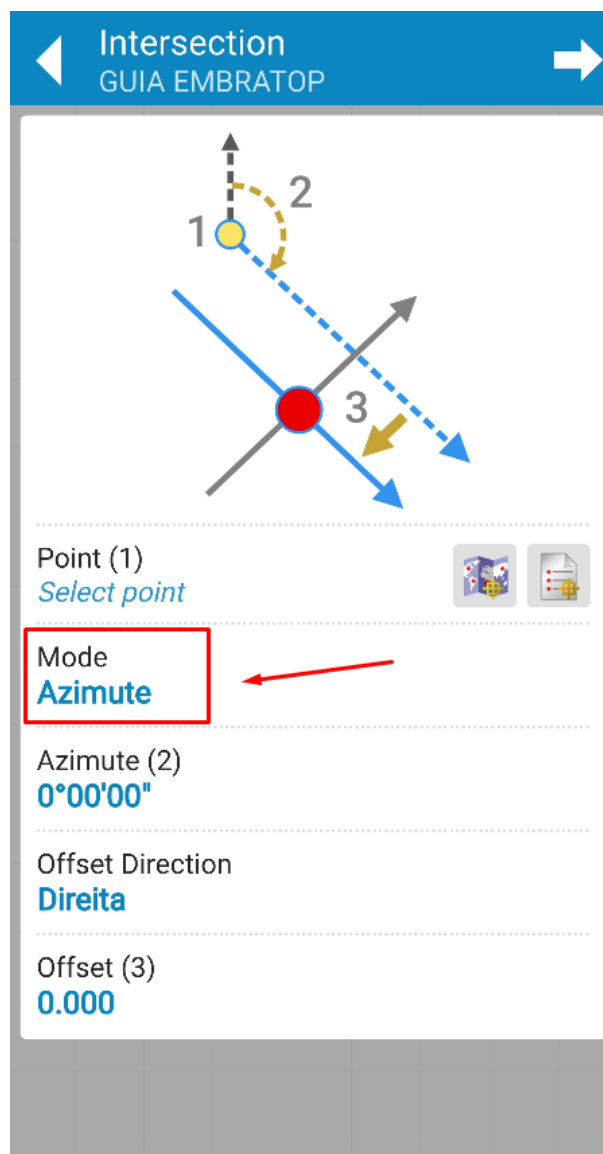 Intersection
GUIA EMBRATOP
2
1
3
Point (1)
Select point
Mode
Azimute
Azimute (2)
0°00'00"
Offset Direction
Direita
Offset (3)
0.000